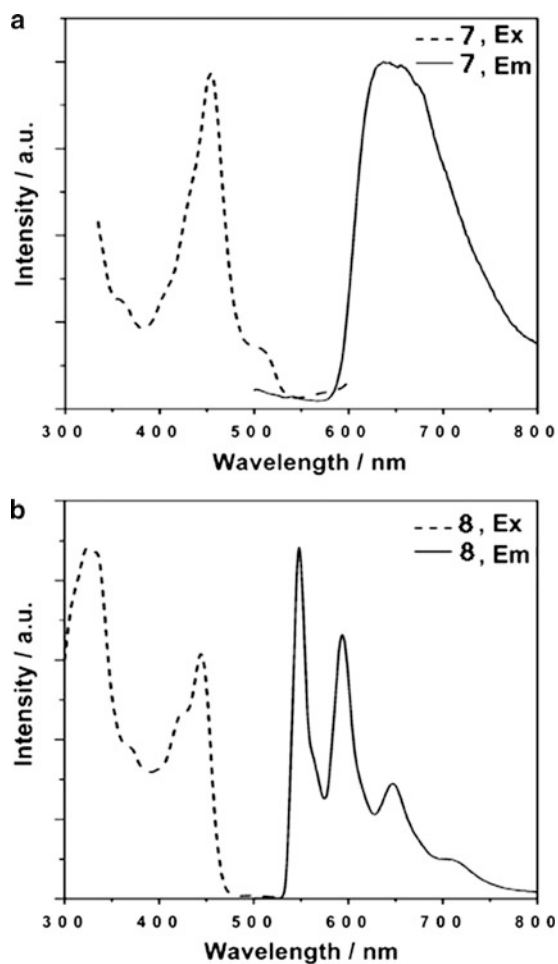 a
7, Ex
7, Em
Intensity / a.u.
300 400 500 600 700 800
Wavelength / nm
b
8, Ex
8, Em
Intensity / a.u.
300 400 500 600 700 800
Wavelength / nm